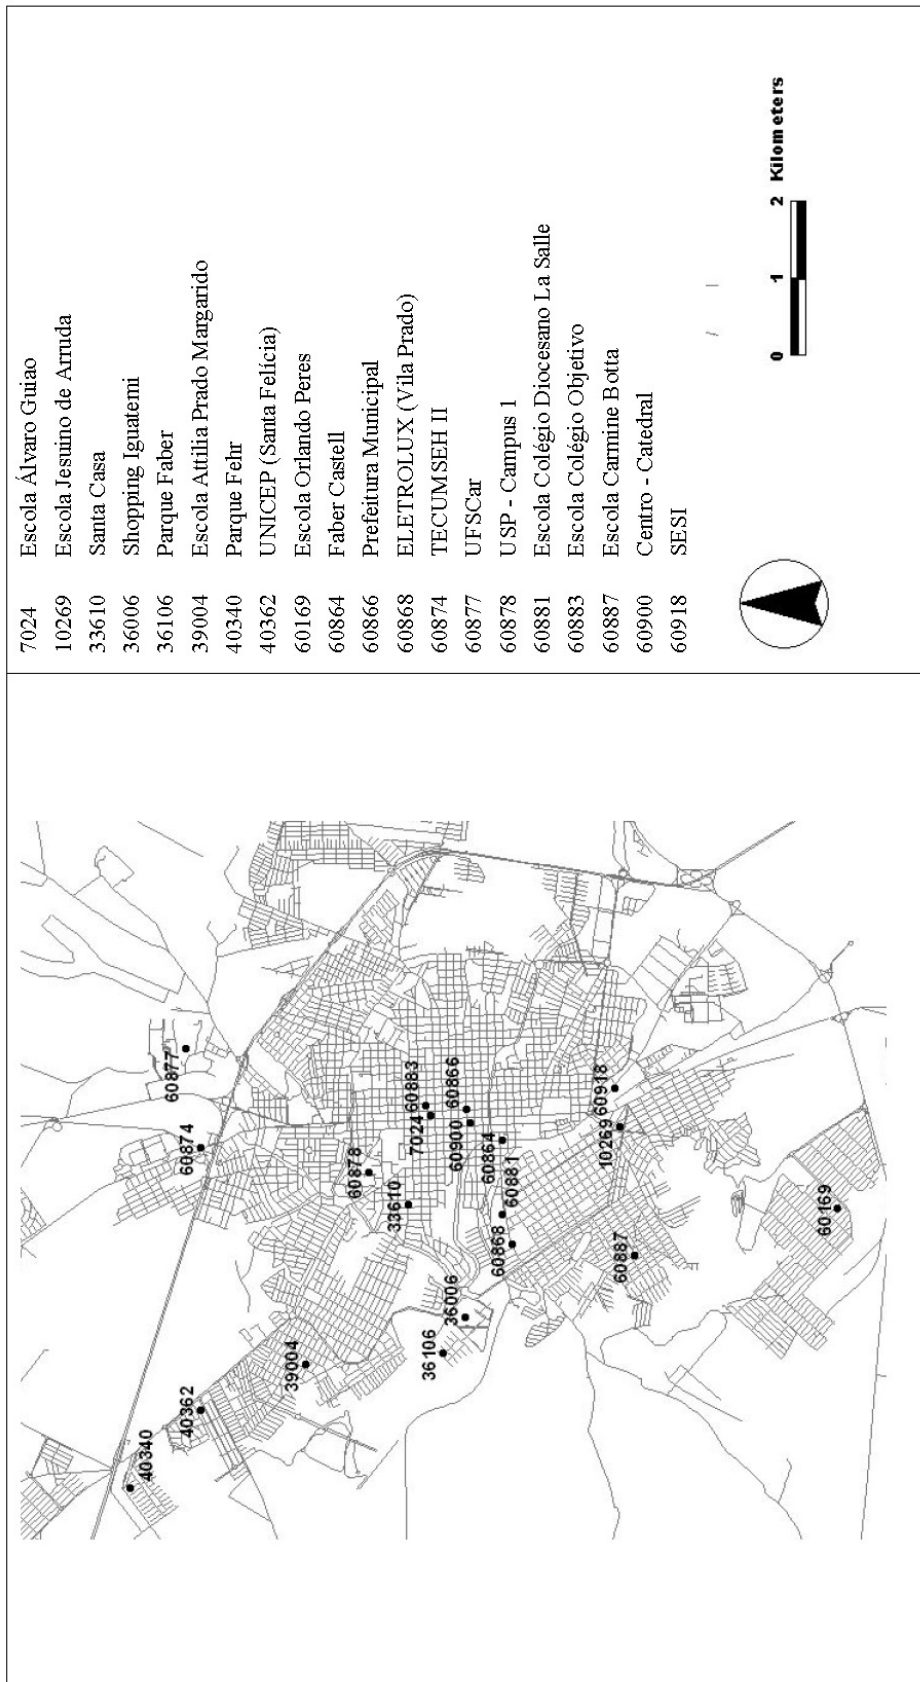 7024 Escola Álvaro Guiao
10269 Escola Jesuino de Arruda
33610 Santa Casa
36006 Shopping Iguatemi
36106 Parque Faber
39004 Escola Attilia Prado Margarido
40340 Parque Fehr
40362 UNICEP (Santa Felícia)
60169 Escola Orlando Peres
60864 Faber Castell
60866 Prefeitura Municipal
60868 ELETROLUX (Vila Prado)
60874 TECUMSEH II
60877 UFSCar
60878 USP - Campus 1
60881 Escola Colégio Diocesano La Salle
60883 Escola Colégio Objetivo
60887 Escola Carmine Botta
60900 Centro - Catedral
60918 SESI
0 1 2 Kilometers
40340
40362
39004
60874
60877
60878
33610
7024
60883
36106
36006
60900
60866
60868
60881
60864
60887
10269
60918
60169